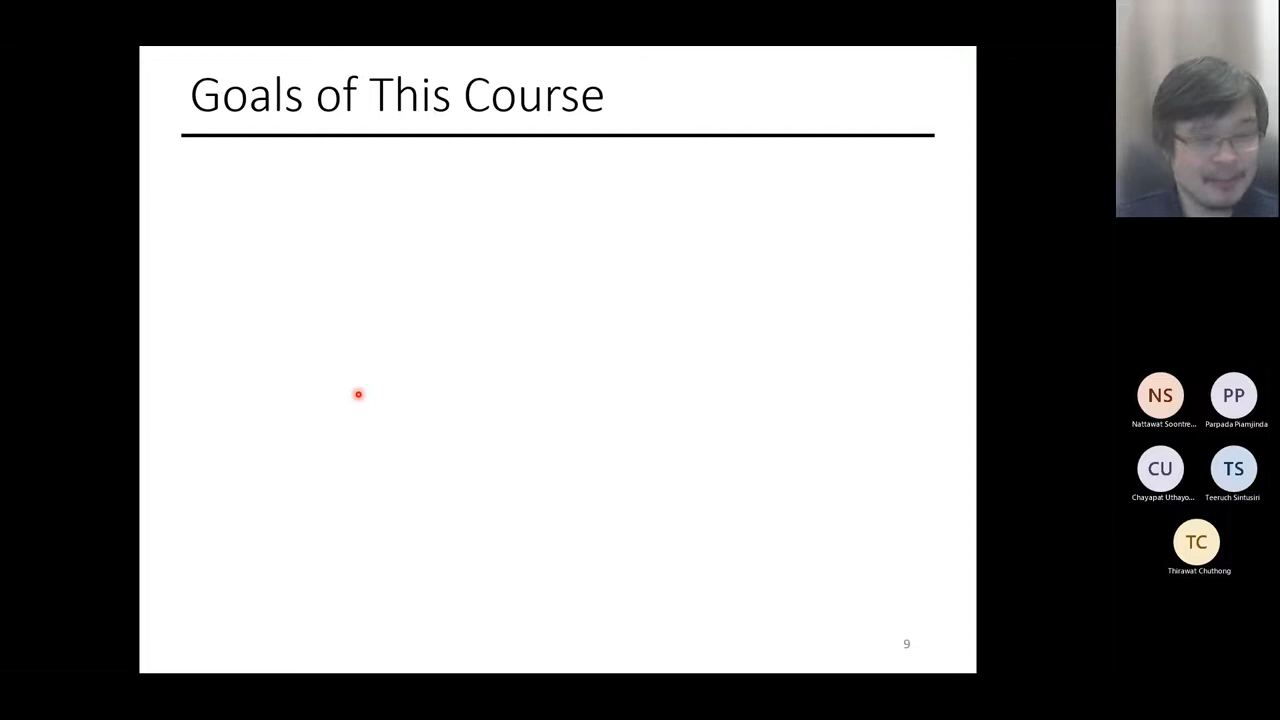 Goals of This Course
9
NS
PP
Nattawat Soontre...
Parpada Piamjinda
CU
TS
Chayapat Uthayo...
Teeruch Sintusiri
TC
Thirawat Chuthong